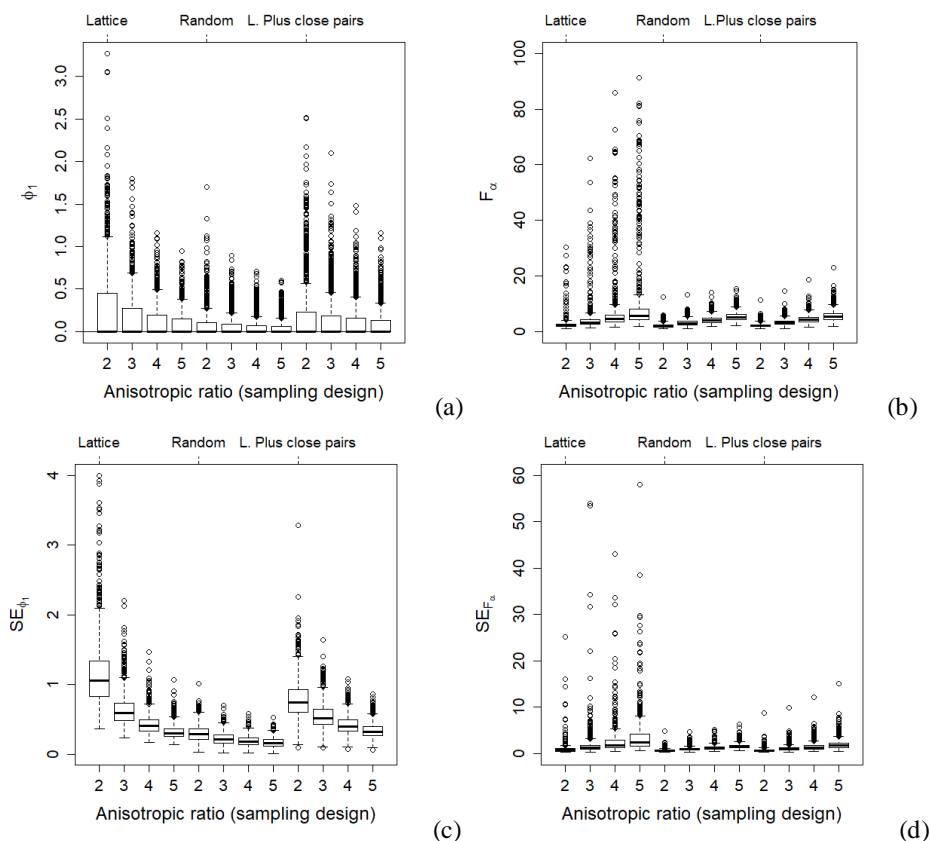 Lattice Random L. Plus close pairs
0.0 0.5 1.0 1.5 2.0 2.5 3.0
ϕ1
2 3 4 5 2 3 4 5 2 3 4 5
Anisotropic ratio (sampling design)
(a)
Lattice Random L. Plus close pairs
0 20 40 60 80 100
Fα
2 3 4 5 2 3 4 5 2 3 4 5
Anisotropic ratio (sampling design)
(b)
Lattice Random L. Plus close pairs
0 1 2 3 4
SEϕ1
2 3 4 5 2 3 4 5 2 3 4 5
Anisotropic ratio (sampling design)
(c)
Lattice Random L. Plus close pairs
0 10 20 30 40 50 60
SEFα
2 3 4 5 2 3 4 5 2 3 4 5
Anisotropic ratio (sampling design)
(d)